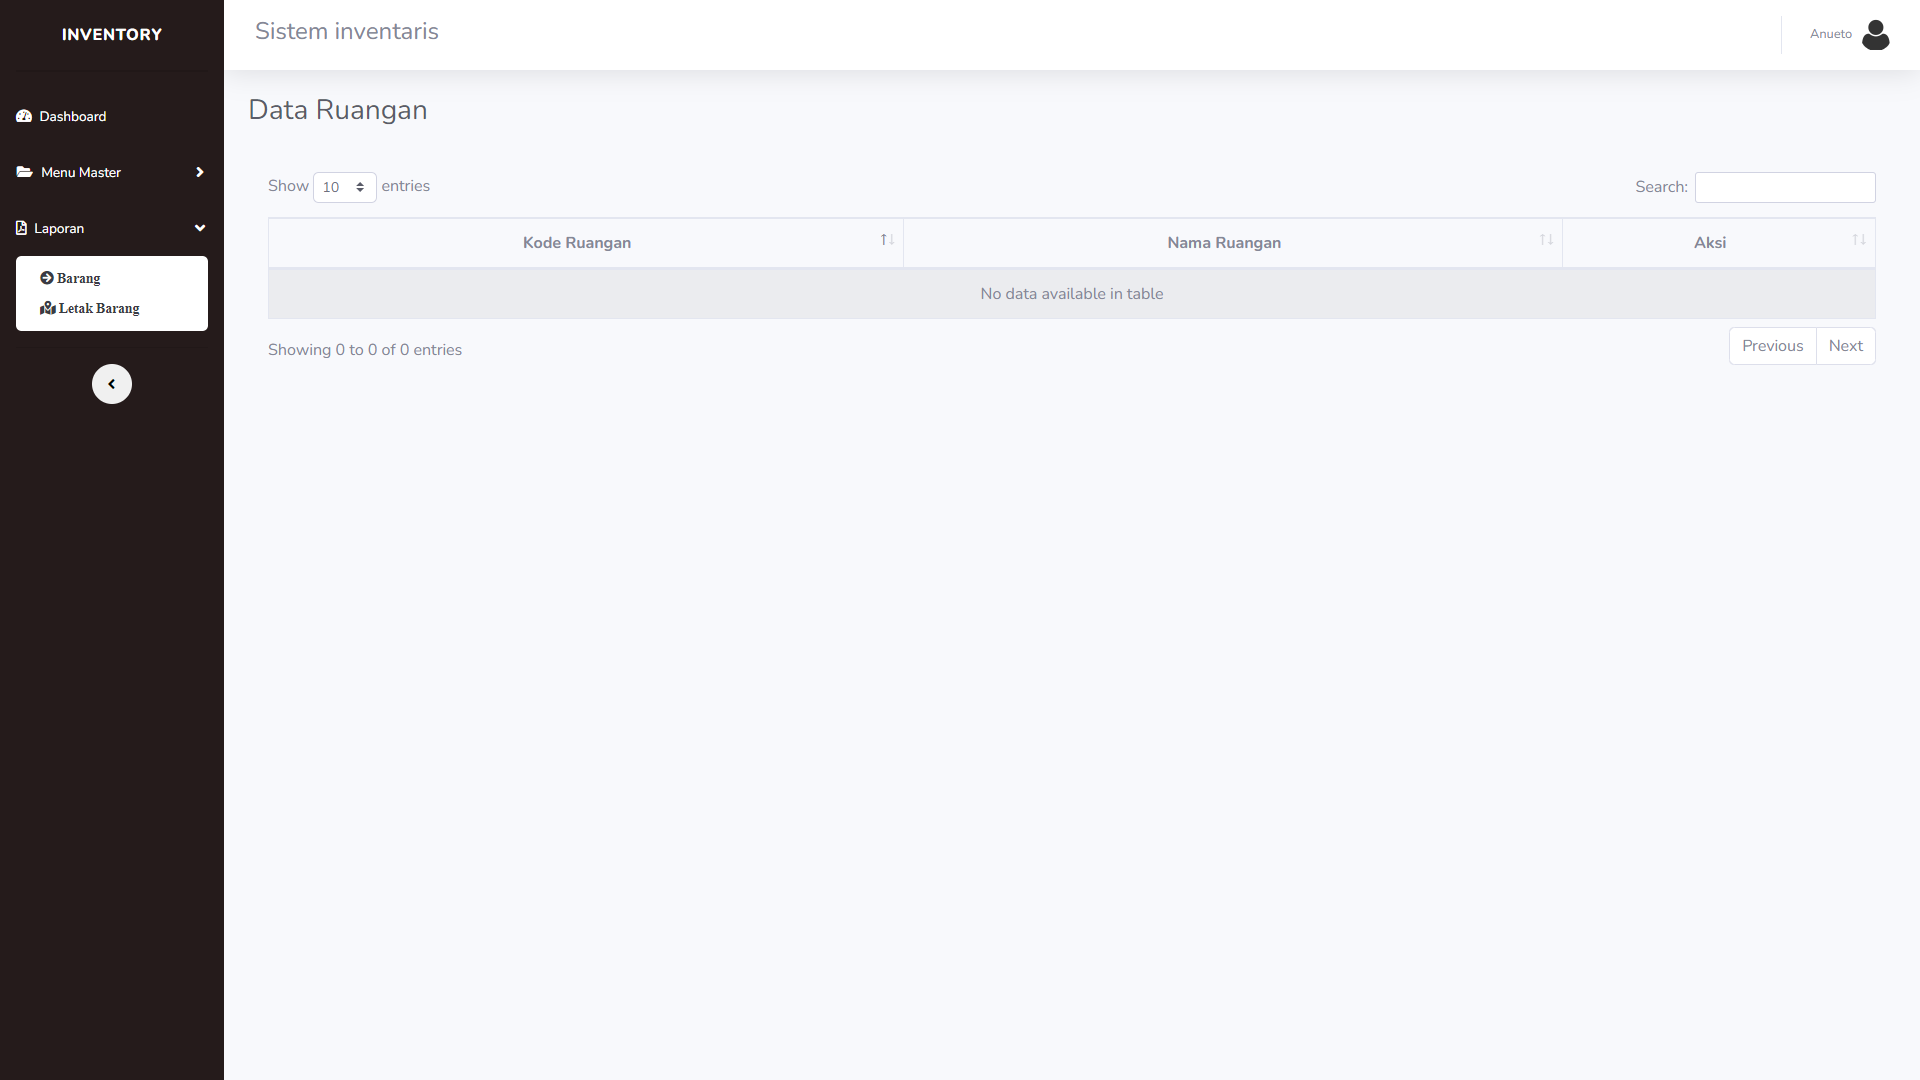 INVENTORY
Sistem inventaris
Anueto
Dashboard
Menu Master
Laporan
Barang
Letak Barang
Data Ruangan
Show 10 entries
Search:
Kode Ruangan Nama Ruangan Aksi
No data available in table
Showing 0 to 0 of 0 entries
Previous Next